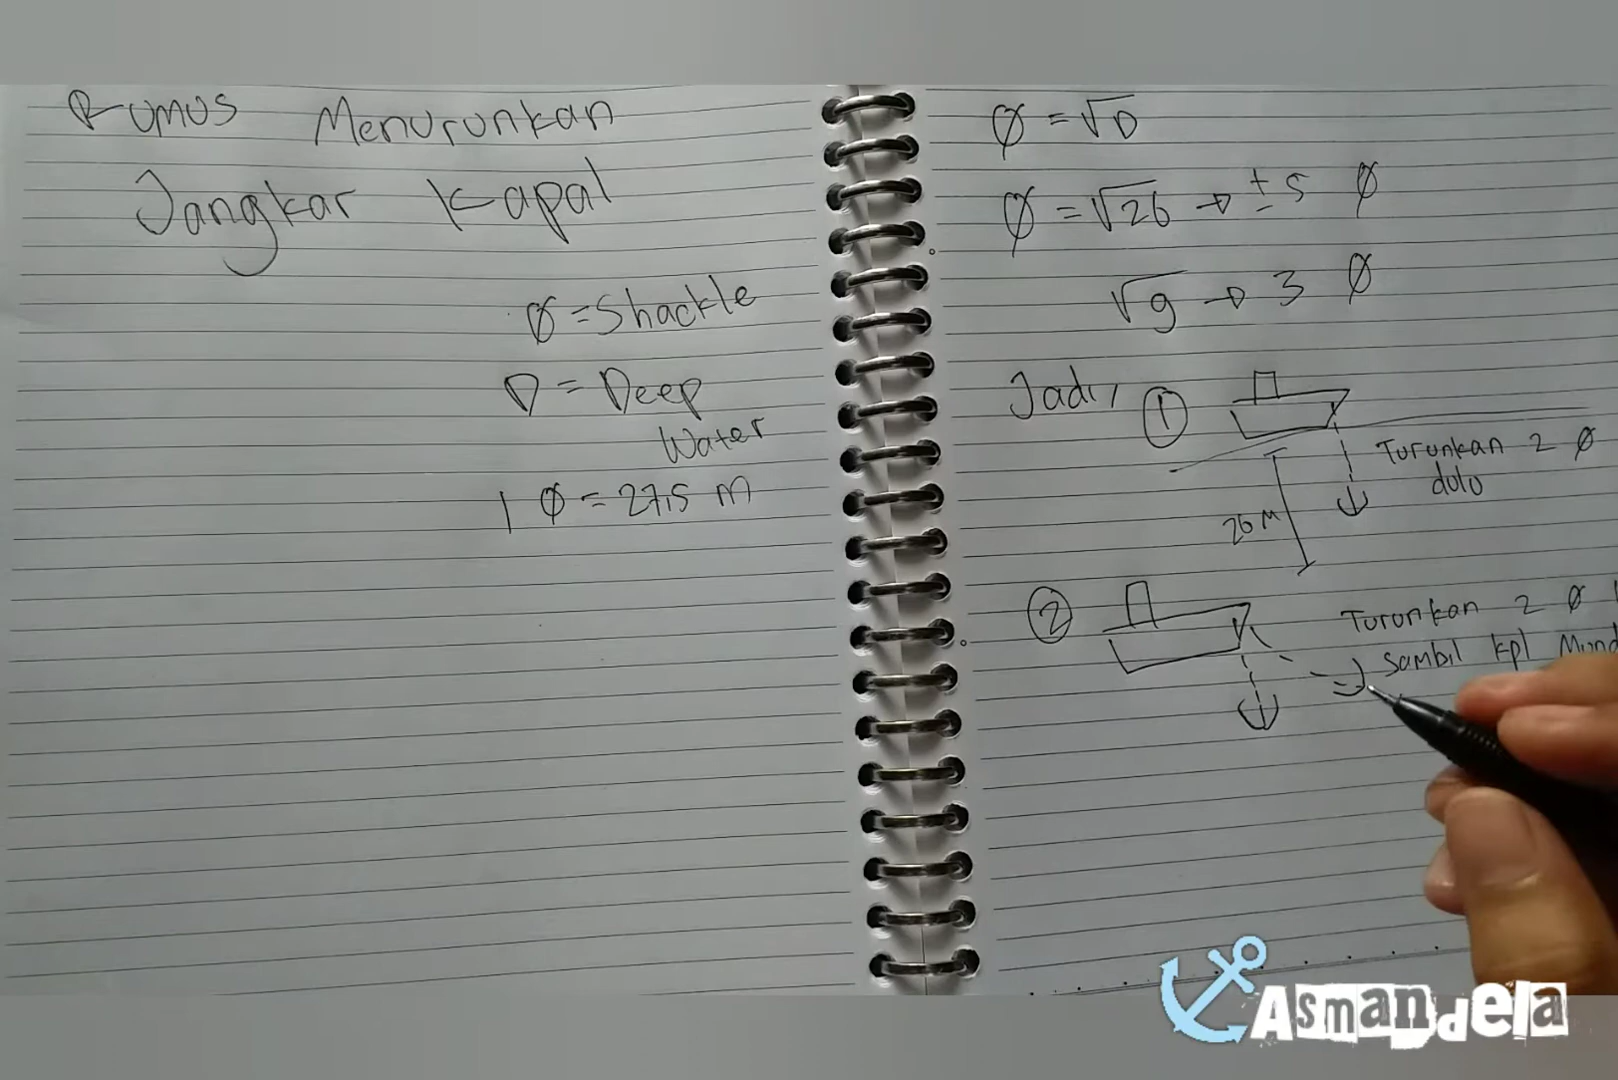 Rumus Menurunkan
Jangkar Kapal
Ø = Shackle
D = Deep
Water
1 Ø = 27,5 M
Ø = √D
Ø = √26 → ± 5 Ø
√9 → 3 Ø
Jadi,
①
Turunkan 2 Ø
dulu
26 M
②
Turunkan 2 Ø
Sambil kpl Mund
Asmandela